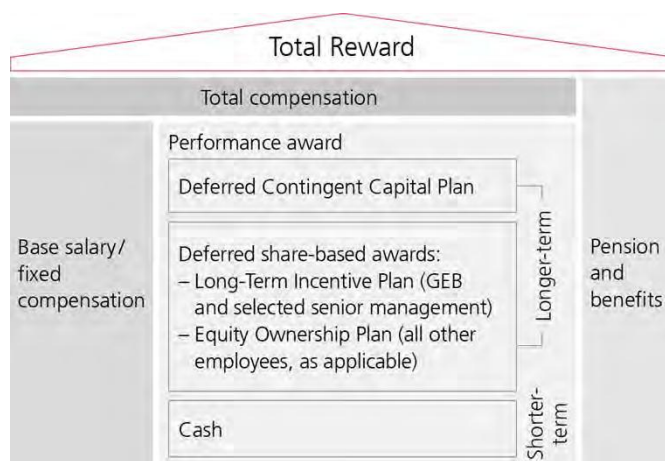 Total Reward
Total compensation
Base salary/
fixed
compensation
Performance award
Deferred Contingent Capital Plan
Deferred share-based awards:
– Long-Term Incentive Plan (GEB
and selected senior management)
– Equity Ownership Plan (all other
employees, as applicable)
Cash
Longer-term
Shorter-
term
Pension
and
benefits